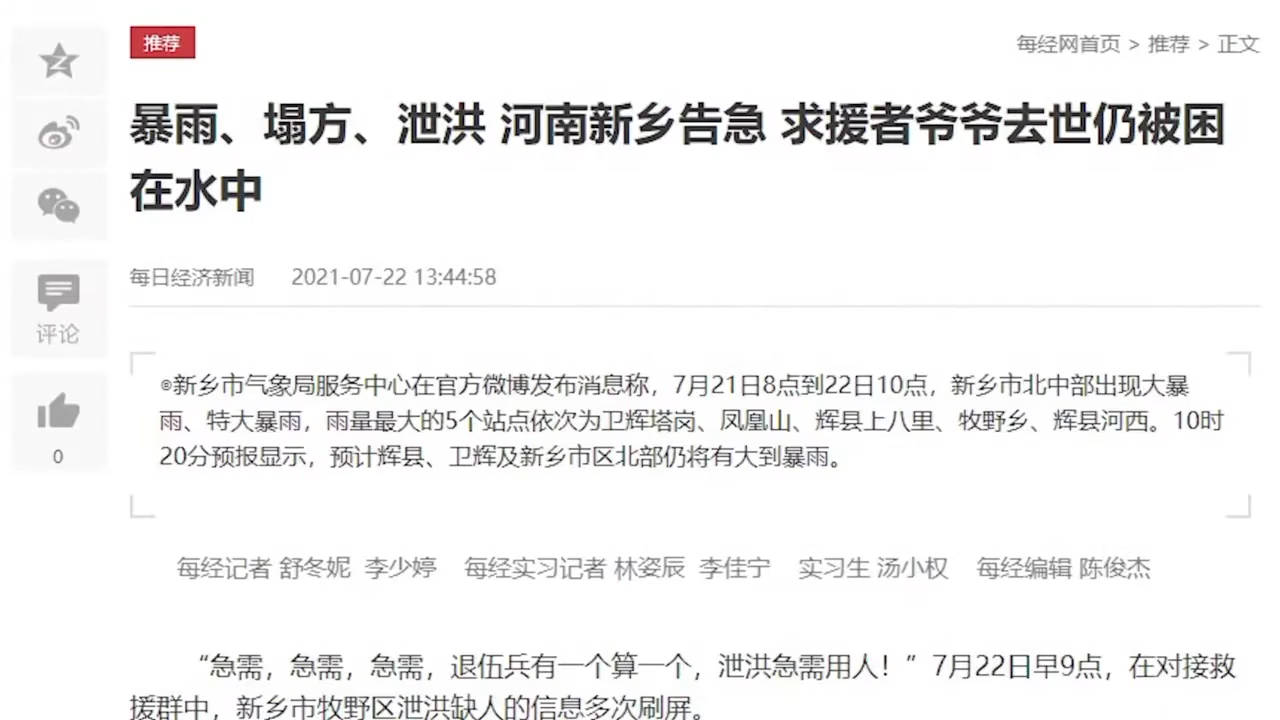 推荐
每经网首页 > 推荐 > 正文
暴雨、塌方、泄洪 河南新乡告急 求援者爷爷去世仍被困
在水中
每日经济新闻 2021-07-22 13:44:58
评论
0
◎新乡市气象局服务中心在官方微博发布消息称，7月21日8点到22日10点，新乡市北中部出现大暴
雨、特大暴雨，雨量最大的5个站点依次为卫辉塔岗、凤凰山、辉县上八里、牧野乡、辉县河西。10时
20分预报显示，预计辉县、卫辉及新乡市区北部仍将有大到暴雨。
每经记者 舒冬妮 李少婷 每经实习记者 林姿辰 李佳宁 实习生 汤小权 每经编辑 陈俊杰
“急需，急需，急需，退伍兵有一个算一个，泄洪急需用人！”7月22日早9点，在对接救
援群中，新乡市牧野区泄洪缺人的信息多次刷屏。